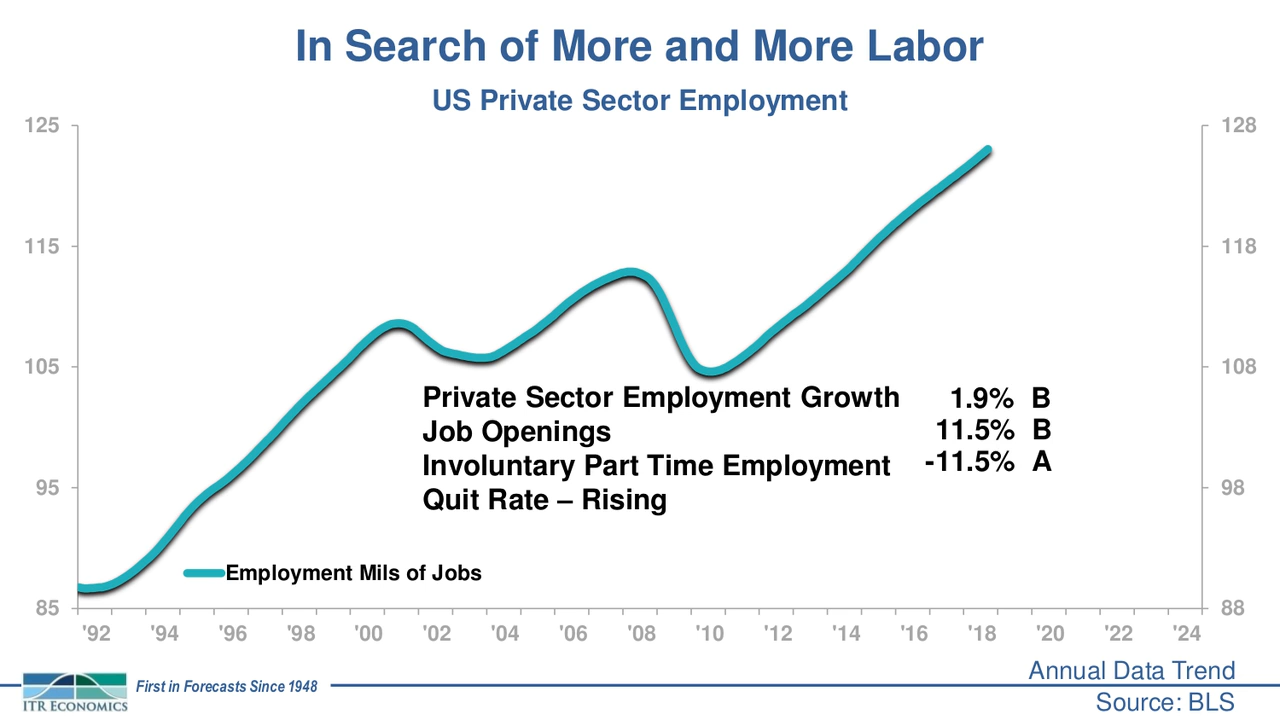 In Search of More and More Labor
US Private Sector Employment
125
115
105
95
85
128
118
108
98
88
Private Sector Employment Growth 1.9% B
Job Openings 11.5% B
Involuntary Part Time Employment -11.5% A
Quit Rate – Rising
Employment Mils of Jobs
'92 '94 '96 '98 '00 '02 '04 '06 '08 '10 '12 '14 '16 '18 '20 '22 '24
ITR ECONOMICS
First in Forecasts Since 1948
Annual Data Trend
Source: BLS